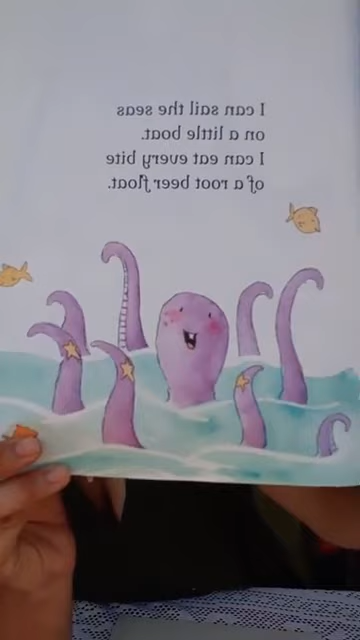 I can sail the seas
on a little boat.
I can eat every bite
of a root beer float.